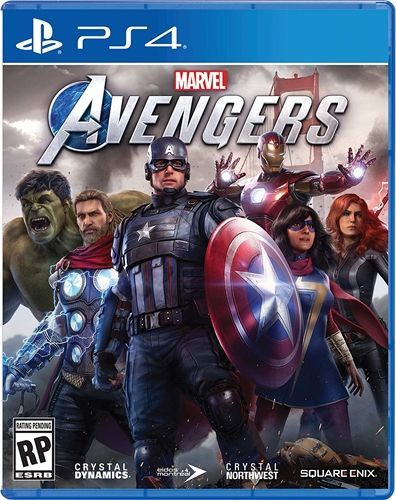 PS4
MARVEL
AVENGERS
A
RATING PENDING
RP
ESRB
CRYSTAL
DYNAMICS
eidos
montréal
CRYSTAL
NORTHWEST
SQUARE ENIX